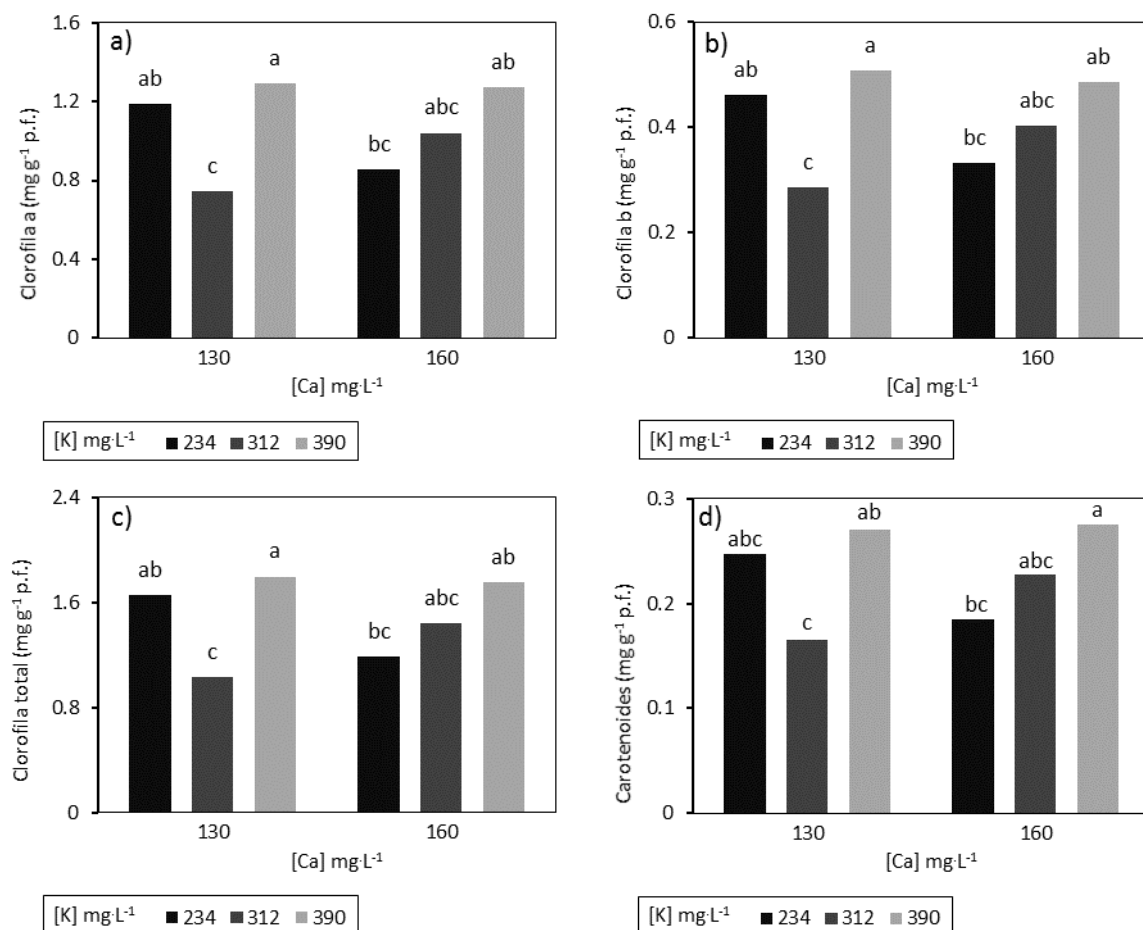 a)
1.6
1.2
0.8
0.4
0
Clorofila a (mg g⁻¹ p.f.)
ab
c
a
bc
abc
ab
130
160
[Ca] mg·L⁻¹
[K] mg·L⁻¹ 234 312 390
b)
0.6
0.4
0.2
0
Clorofila b (mg g⁻¹ p.f.)
ab
c
a
bc
abc
ab
130
160
[Ca] mg·L⁻¹
[K] mg·L⁻¹ 234 312 390
c)
2.4
1.6
0.8
0
Clorofila total (mg g⁻¹ p.f.)
ab
c
a
bc
abc
ab
130
160
[Ca] mg·L⁻¹
[K] mg·L⁻¹ 234 312 390
d)
0.3
0.2
0.1
0
Carotenoides (mg g⁻¹ p.f.)
abc
c
ab
bc
abc
a
130
160
[Ca] mg·L⁻¹
[K] mg·L⁻¹ 234 312 390